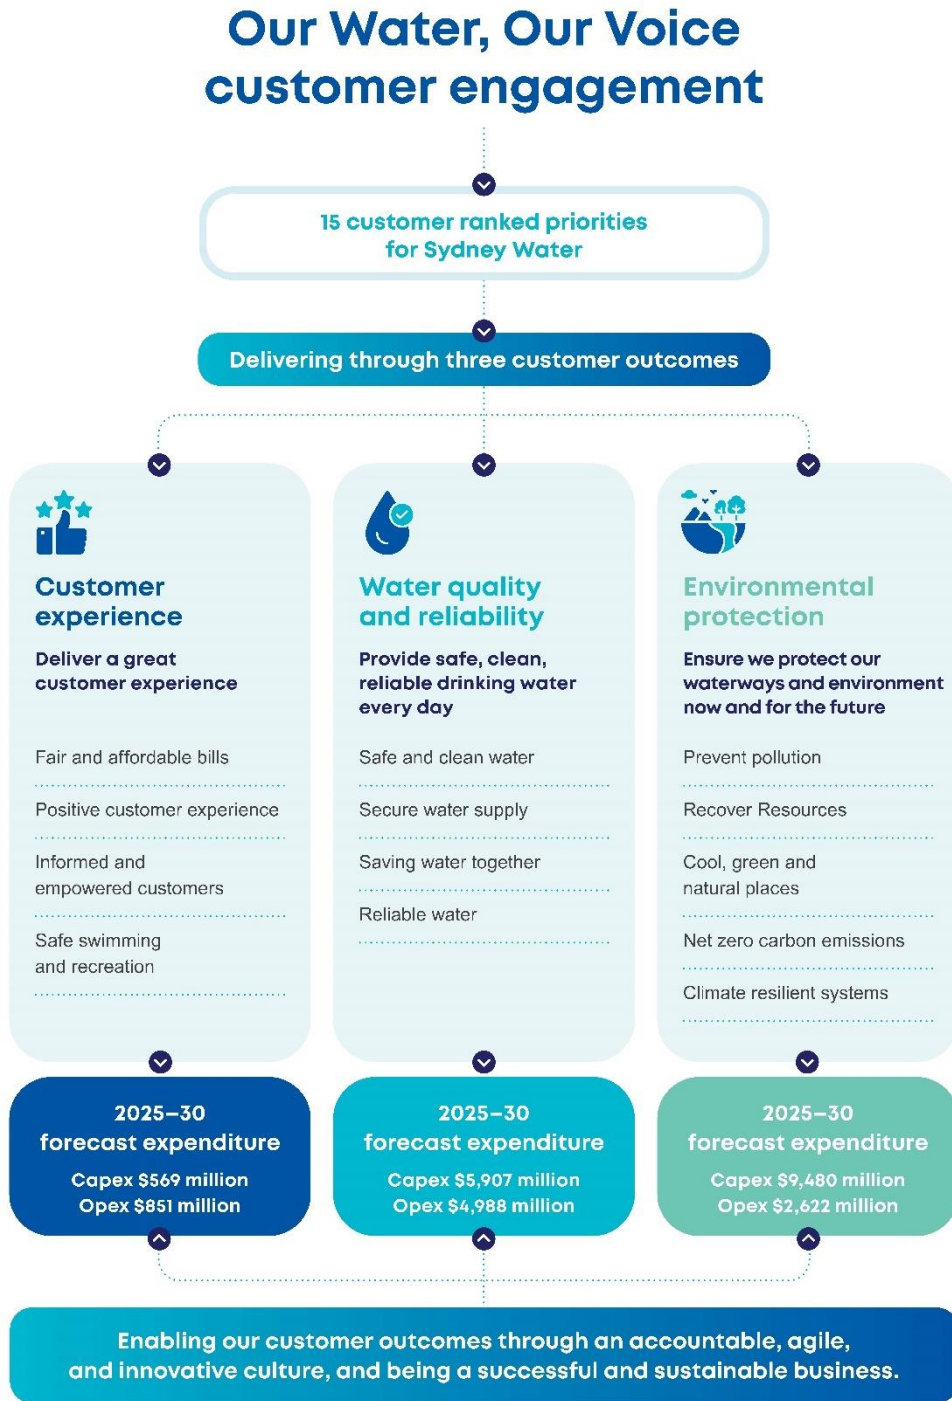 Our Water, Our Voice
customer engagement
15 customer ranked priorities
for Sydney Water
Delivering through three customer outcomes
Customer
experience
Deliver a great
customer experience
Fair and affordable bills
Positive customer experience
Informed and
empowered customers
Safe swimming
and recreation
2025–30
forecast expenditure
Capex $569 million
Opex $851 million
Water quality
and reliability
Provide safe, clean,
reliable drinking water
every day
Safe and clean water
Secure water supply
Saving water together
Reliable water
2025–30
forecast expenditure
Capex $5,907 million
Opex $4,988 million
Environmental
protection
Ensure we protect our
waterways and environment
now and for the future
Prevent pollution
Recover Resources
Cool, green and
natural places
Net zero carbon emissions
Climate resilient systems
2025–30
forecast expenditure
Capex $9,480 million
Opex $2,622 million
Enabling our customer outcomes through an accountable, agile,
and innovative culture, and being a successful and sustainable business.